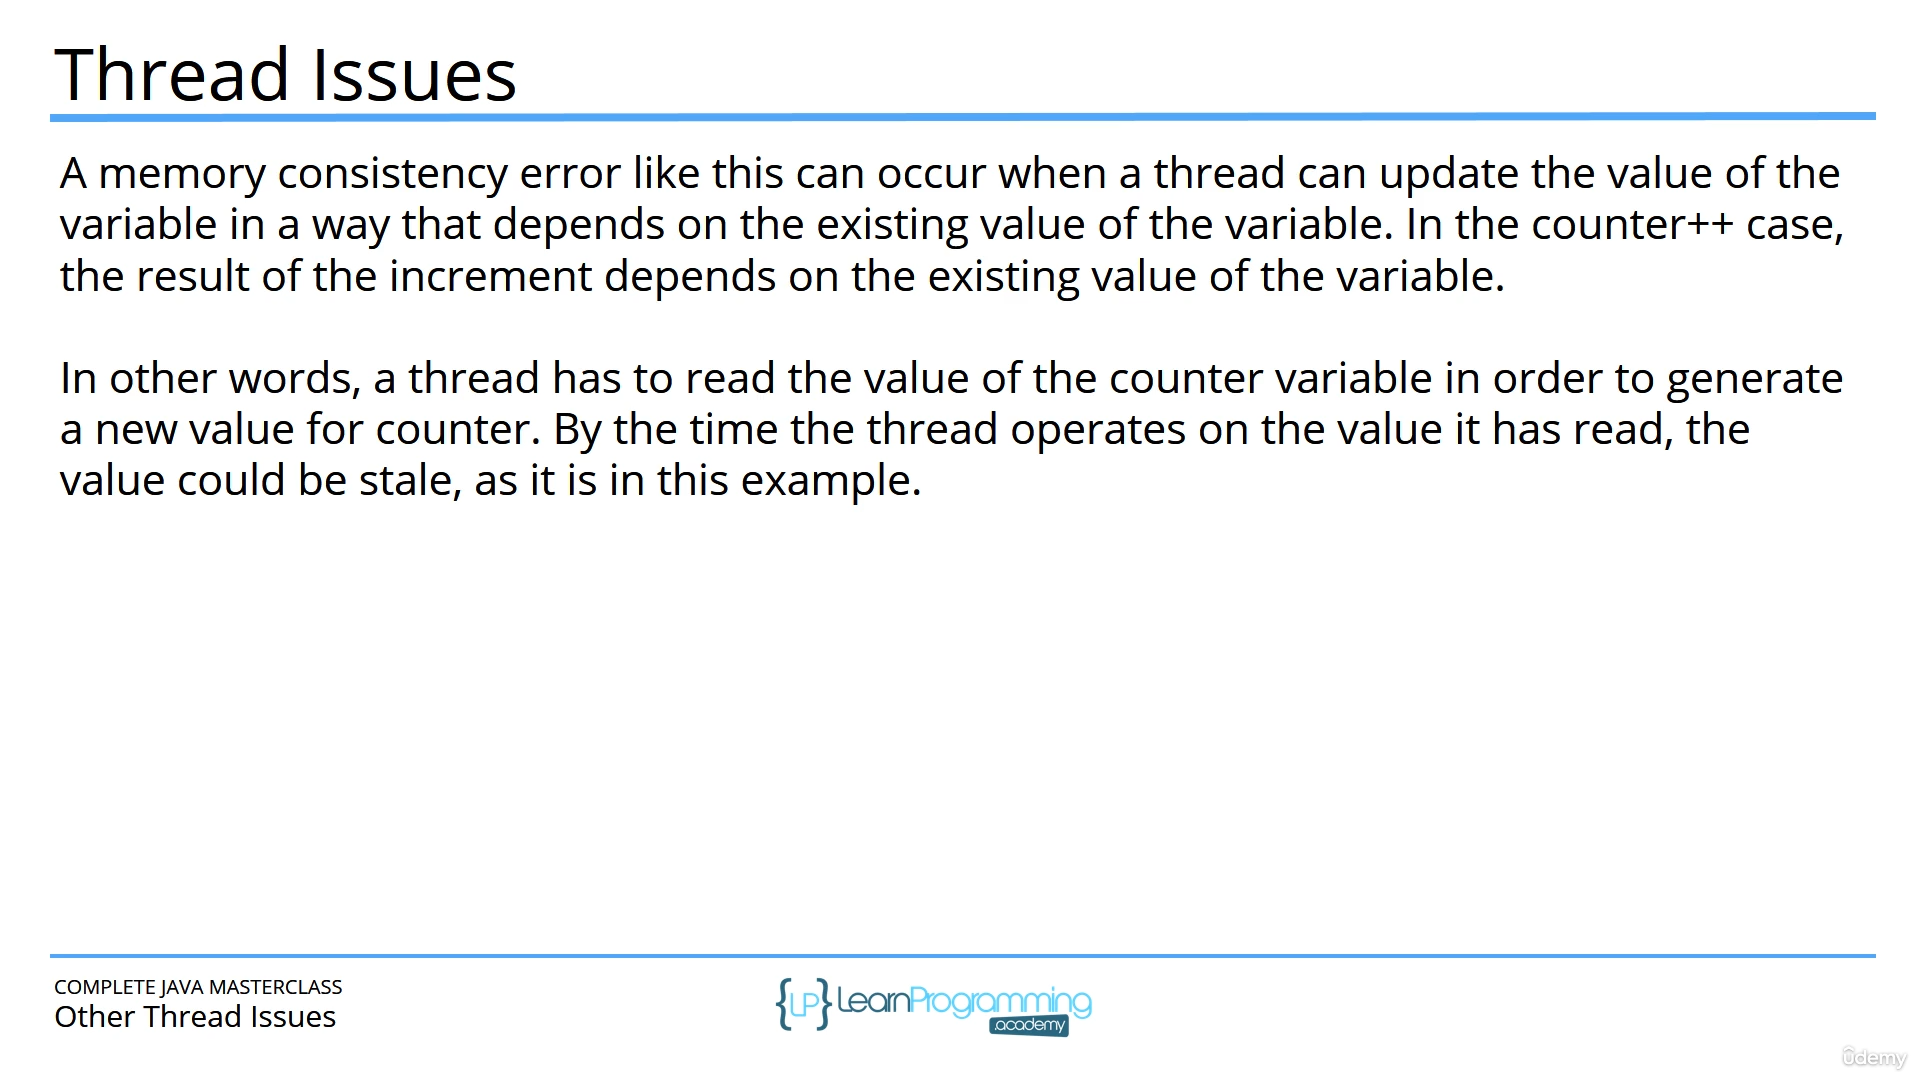 Thread Issues
A memory consistency error like this can occur when a thread can update the value of the
variable in a way that depends on the existing value of the variable. In the counter++ case,
the result of the increment depends on the existing value of the variable.
In other words, a thread has to read the value of the counter variable in order to generate
a new value for counter. By the time the thread operates on the value it has read, the
value could be stale, as it is in this example.
COMPLETE JAVA MASTERCLASS
Other Thread Issues
{LP} LearnProgramming
.academy
ûdemy